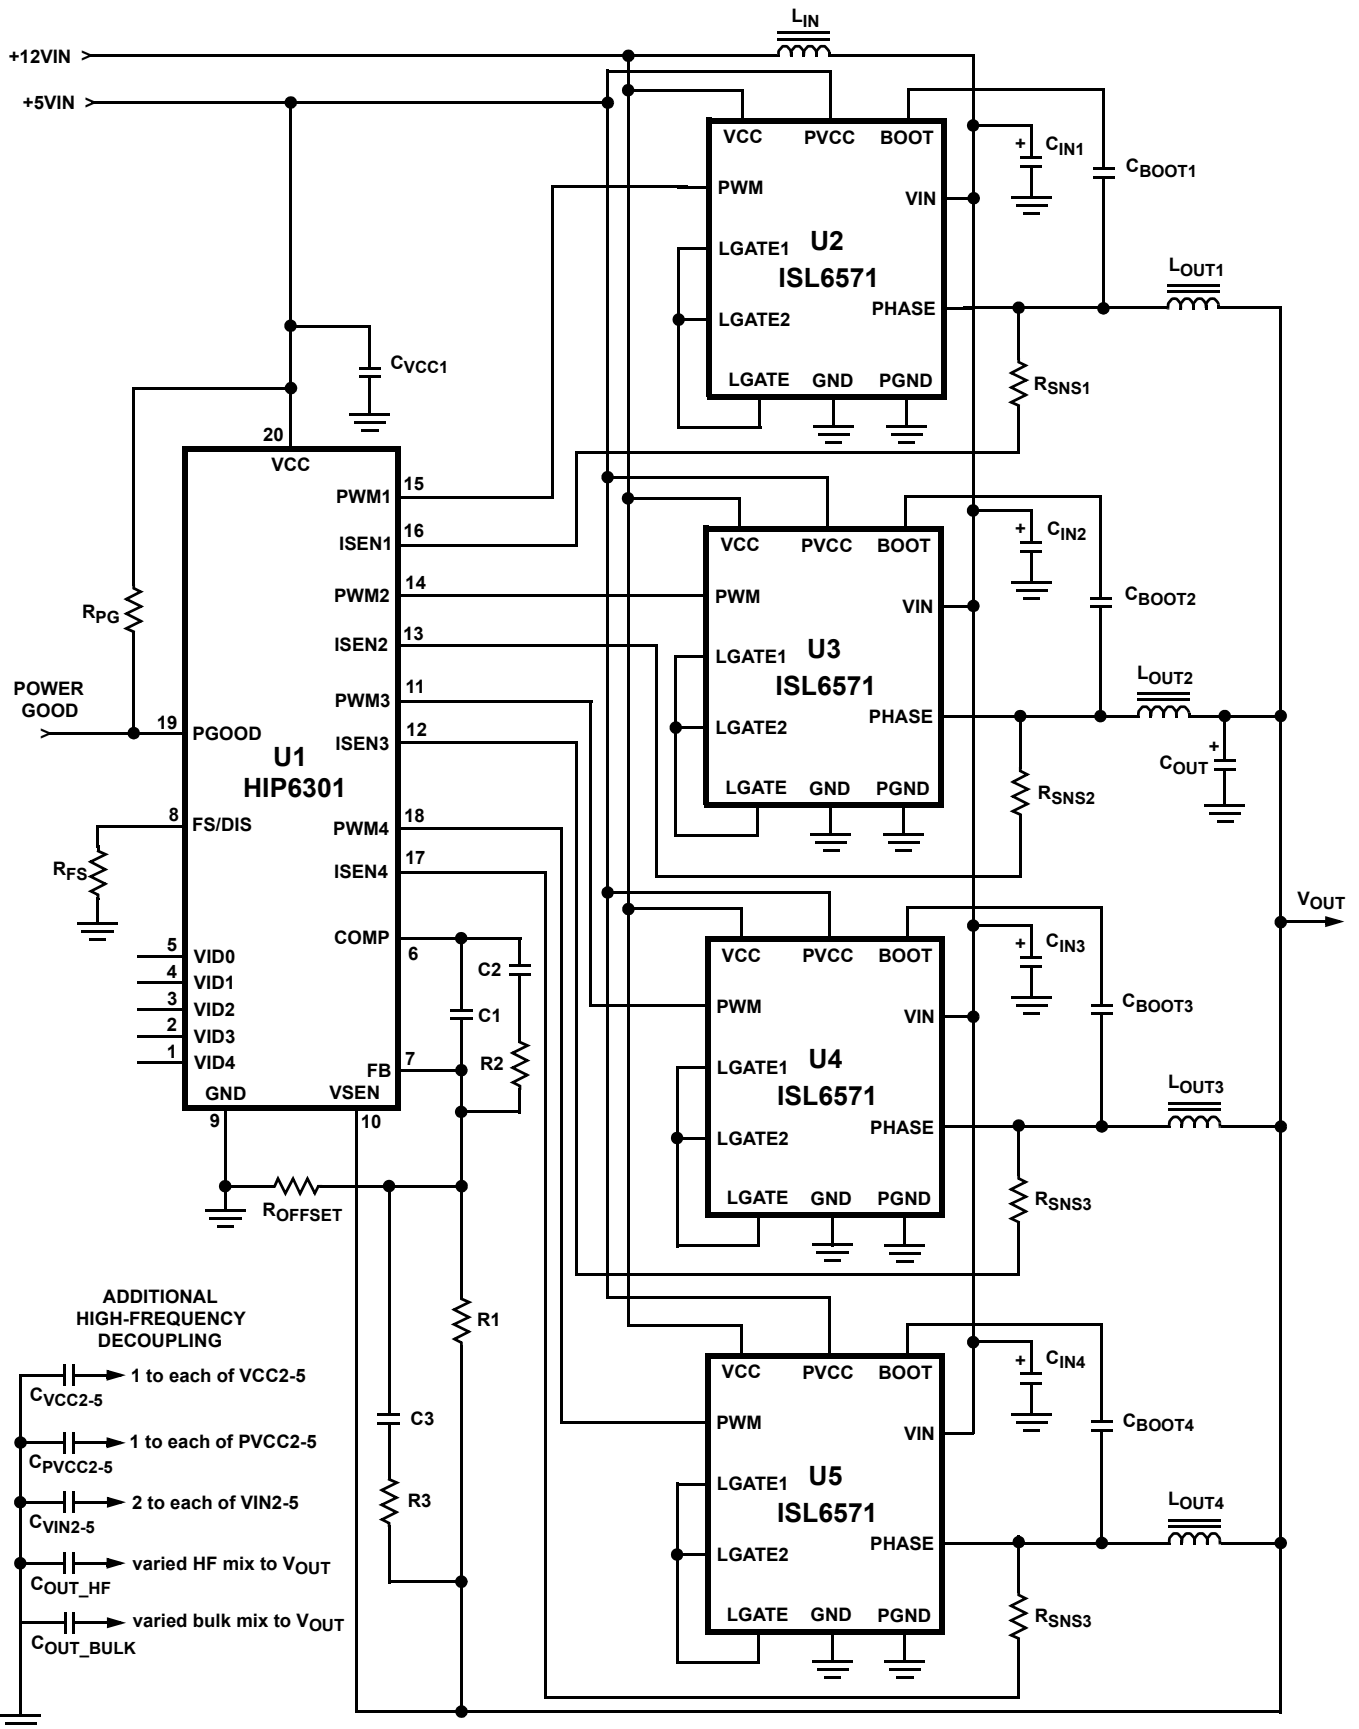 LIN
+12VIN
+5VIN
VCC PVCC BOOT
PWM
LGATE1
LGATE2
LGATE GND PGND
VIN
PHASE
U2
ISL6571
CIN1
CBOOT1
LOUT1
RSNS1
CVCC1
RPG
POWER
GOOD
20
VCC
PWM1 15
ISEN1 16
PWM2 14
ISEN2 13
PWM3 11
ISEN3 12
PWM4 18
ISEN4 17
COMP
6
7
FB
VSEN
10
GND
9
19 PGOOD
U1
HIP6301
8 FS/DIS
RFS
5 VID0
4 VID1
3 VID2
2 VID3
1 VID4
C2
C1
R2
ROFFSET
R1
C3
R3
VCC PVCC BOOT
PWM
LGATE1
LGATE2
LGATE GND PGND
VIN
PHASE
U3
ISL6571
+ CIN2
CBOOT2
LOUT2
+
COUT
RSNS2
VOUT
VCC PVCC BOOT
PWM
LGATE1
LGATE2
LGATE GND PGND
VIN
PHASE
U4
ISL6571
+ CIN3
CBOOT3
LOUT3
RSNS3
VCC PVCC BOOT
PWM
LGATE1
LGATE2
LGATE GND PGND
VIN
PHASE
U5
ISL6571
+ CIN4
CBOOT4
LOUT4
RSNS3
ADDITIONAL
HIGH-FREQUENCY
DECOUPLING
1 to each of VCC2-5
CVCC2-5
1 to each of PVCC2-5
CPVCC2-5
2 to each of VIN2-5
CVIN2-5
varied HF mix to VOUT
COUT_HF
varied bulk mix to VOUT
COUT_BULK